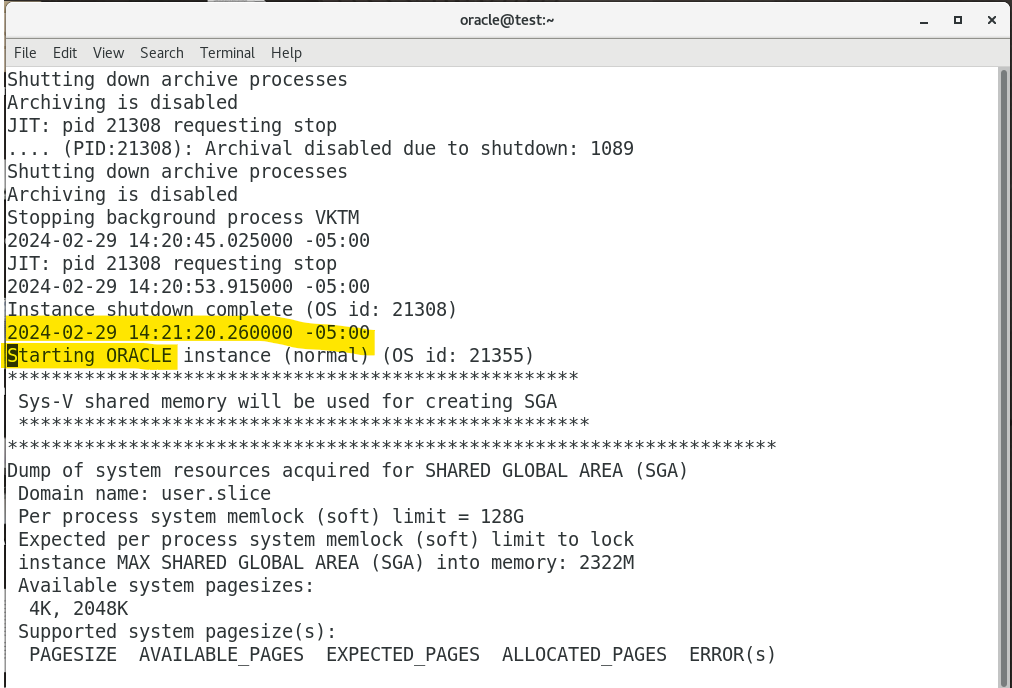 oracle@test:~
File Edit View Search Terminal Help
Shutting down archive processes
Archiving is disabled
JIT: pid 21308 requesting stop
.... (PID:21308): Archival disabled due to shutdown: 1089
Shutting down archive processes
Archiving is disabled
Stopping background process VKTM
2024-02-29 14:20:45.025000 -05:00
JIT: pid 21308 requesting stop
2024-02-29 14:20:53.915000 -05:00
Instance shutdown complete (OS id: 21308)
2024-02-29 14:21:20.260000 -05:00
Starting ORACLE instance (normal) (OS id: 21355)
****************************************************
 Sys-V shared memory will be used for creating SGA
 ****************************************************
**********************************************************************
Dump of system resources acquired for SHARED GLOBAL AREA (SGA)
 Domain name: user.slice
 Per process system memlock (soft) limit = 128G
 Expected per process system memlock (soft) limit to lock
 instance MAX SHARED GLOBAL AREA (SGA) into memory: 2322M
 Available system pagesizes:
  4K, 2048K
 Supported system pagesize(s):
  PAGESIZE  AVAILABLE_PAGES  EXPECTED_PAGES  ALLOCATED_PAGES  ERROR(s)